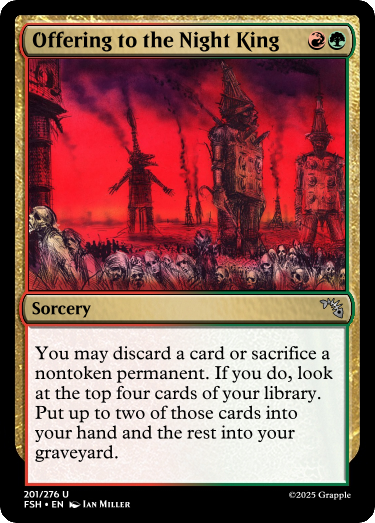 Offering to the Night King
Sorcery
You may discard a card or sacrifice a
nontoken permanent. If you do, look
at the top four cards of your library.
Put up to two of those cards into
your hand and the rest into your
graveyard.
201/276 U
FSH • EN Ian Miller
©2025 Grapple